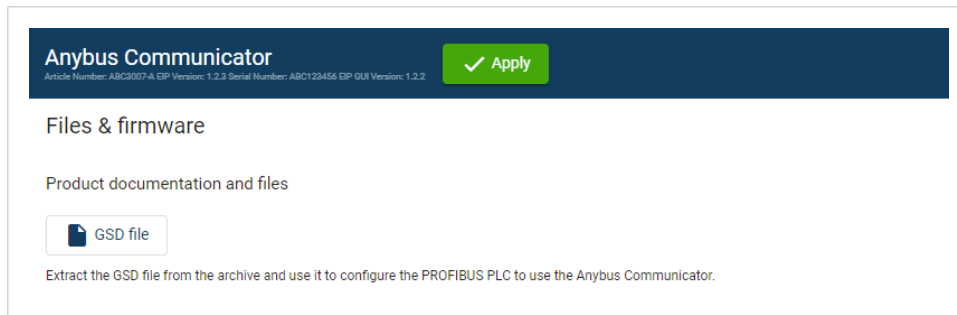 Anybus Communicator
Article Number: ABC3007-A EIP Version: 1.2.3 Serial Number: ABC123456 EIP GUI Version: 1.2.2
Apply
Files & firmware
Product documentation and files
GSD file
Extract the GSD file from the archive and use it to configure the PROFIBUS PLC to use the Anybus Communicator.